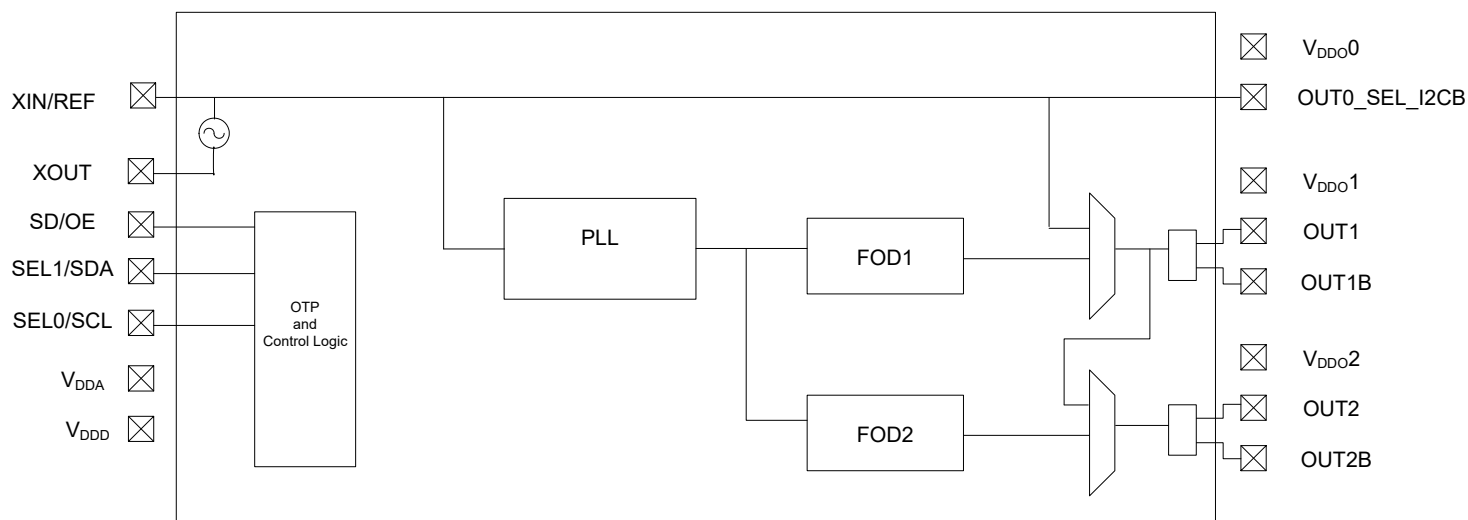 XIN/REF
XOUT
SD/OE
SEL1/SDA
SEL0/SCL
VDDA
VDDD
OTP
and
Control Logic
PLL
FOD1
FOD2
VDDO0
OUT0_SEL_I2CB
VDDO1
OUT1
OUT1B
VDDO2
OUT2
OUT2B